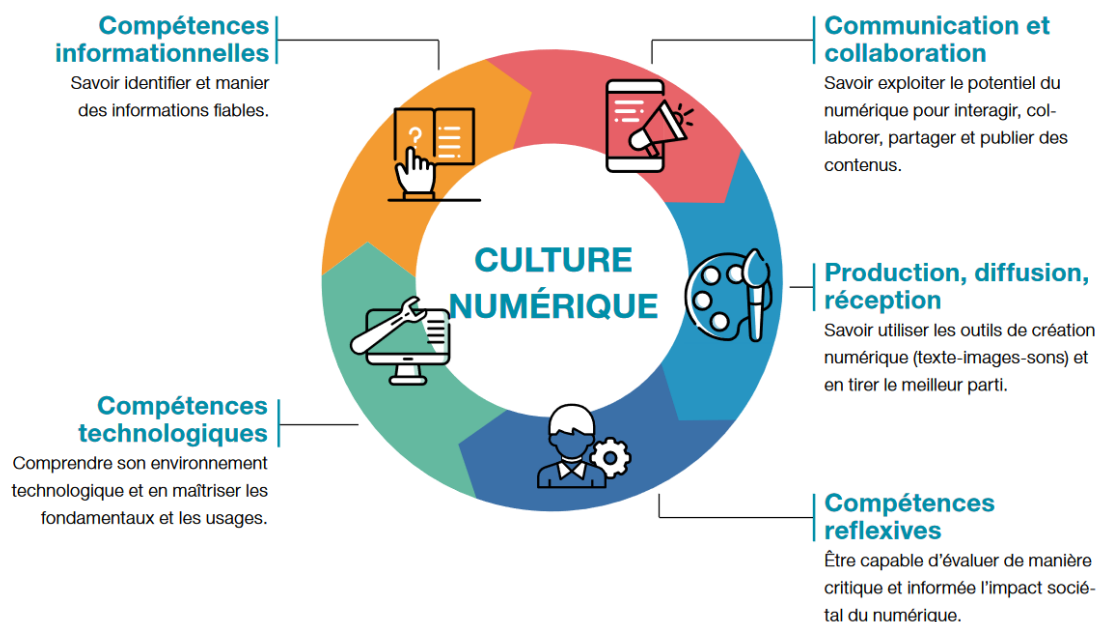 Compétences
informationnelles
Savoir identifier et manier
des informations fiables.
Communication et
collaboration
Savoir exploiter le potentiel du
numérique pour interagir, col-
laborer, partager et publier des
contenus.
?
CULTURE
NUMÉRIQUE
Production, diffusion,
réception
Savoir utiliser les outils de création
numérique (texte-images-sons) et
en tirer le meilleur parti.
Compétences
technologiques
Comprendre son environnement
technologique et en maîtriser les
fondamentaux et les usages.
Compétences
reflexives
Être capable d'évaluer de manière
critique et informée l'impact socié-
tal du numérique.